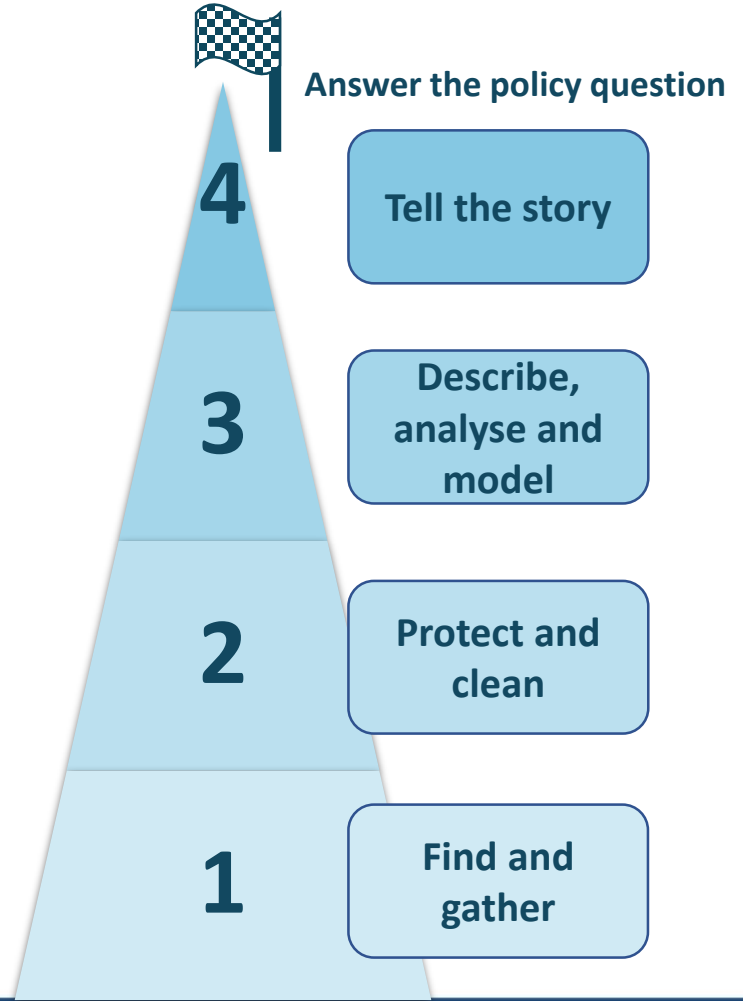 Answer the policy question
4
Tell the story
3
Describe,
analyse and
model
2
Protect and
clean
1
Find and
gather